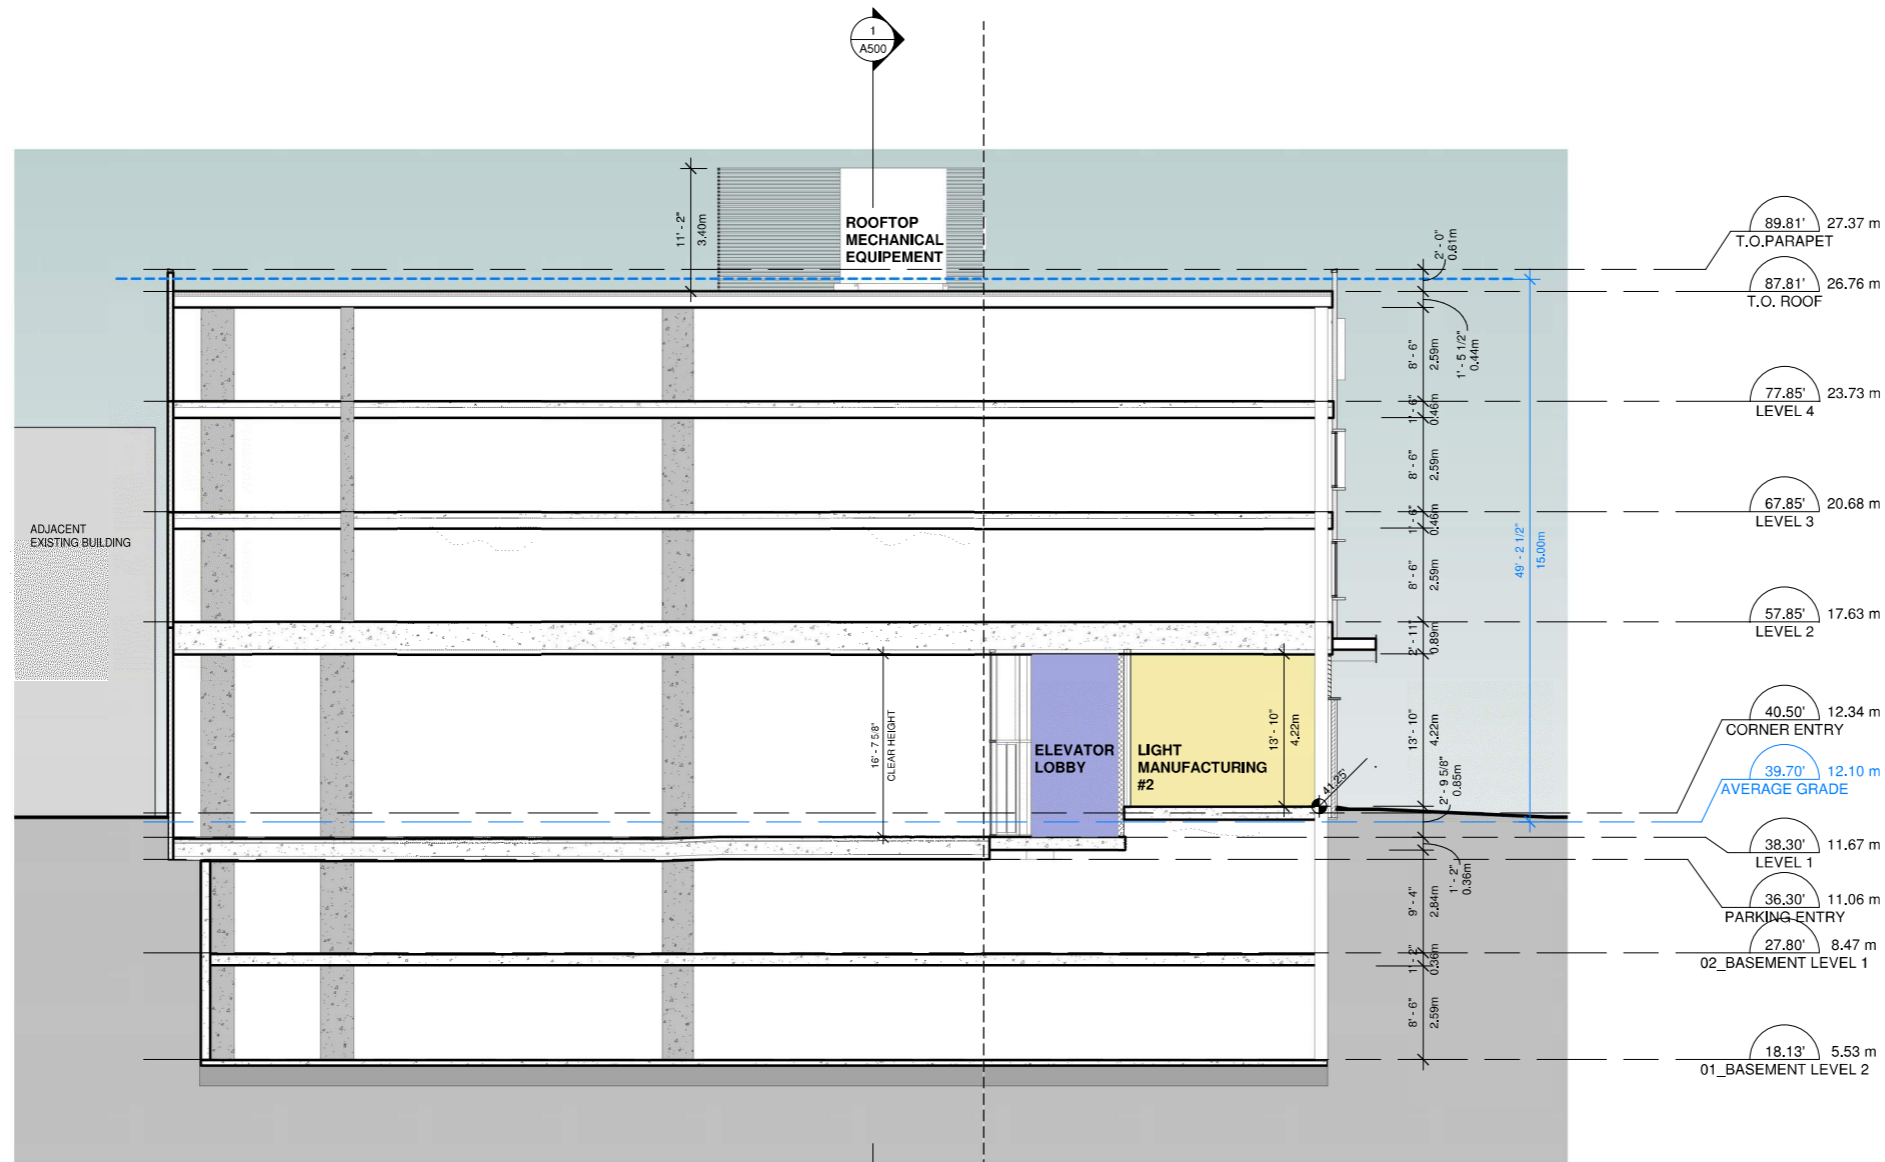 1
A500
ROOFTOP
MECHANICAL
EQUIPEMENT
11' - 2"
3.40m
ADJACENT
EXISTING BUILDING
16' - 7 5/8"
CLEAR HEIGHT
ELEVATOR
LOBBY
LIGHT
MANUFACTURING
#2
13' - 10"
4.22m
41.25'
2' - 0"
0.61m
1' - 5 1/2"
0.44m
8' - 6"
2.59m
1' - 6"
0.46m
8' - 6"
2.59m
1' - 6"
0.46m
8' - 6"
2.59m
2' - 11"
0.89m
13' - 10"
4.22m
2' - 9 5/8"
0.85m
1' - 2"
0.36m
9' - 4"
2.84m
1' - 2"
0.36m
8' - 6"
2.59m
49' - 2 1/2"
15.00m
89.81' 27.37 m
T.O.PARAPET
87.81' 26.76 m
T.O. ROOF
77.85' 23.73 m
LEVEL 4
67.85' 20.68 m
LEVEL 3
57.85' 17.63 m
LEVEL 2
40.50' 12.34 m
CORNER ENTRY
39.70' 12.10 m
AVERAGE GRADE
38.30' 11.67 m
LEVEL 1
36.30' 11.06 m
PARKING ENTRY
27.80' 8.47 m
02_BASEMENT LEVEL 1
18.13' 5.53 m
01_BASEMENT LEVEL 2